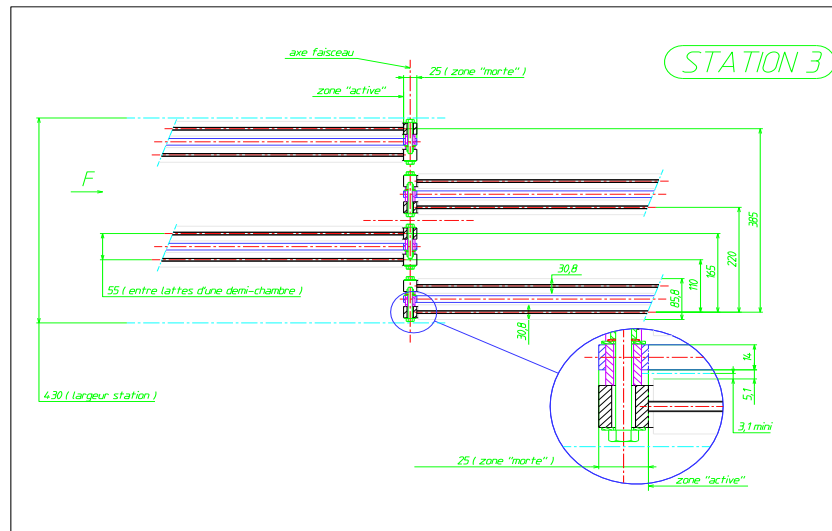 axe faisceau
STATION 3
25 ( zone "morte" )
zone "active"
F
385
220
165
110
85,8
30,8
55 ( entre lattes d'une demi-chambre )
30,8
14
5,1
430 ( largeur station )
3,1 mini
25 ( zone "morte" )
zone "active"